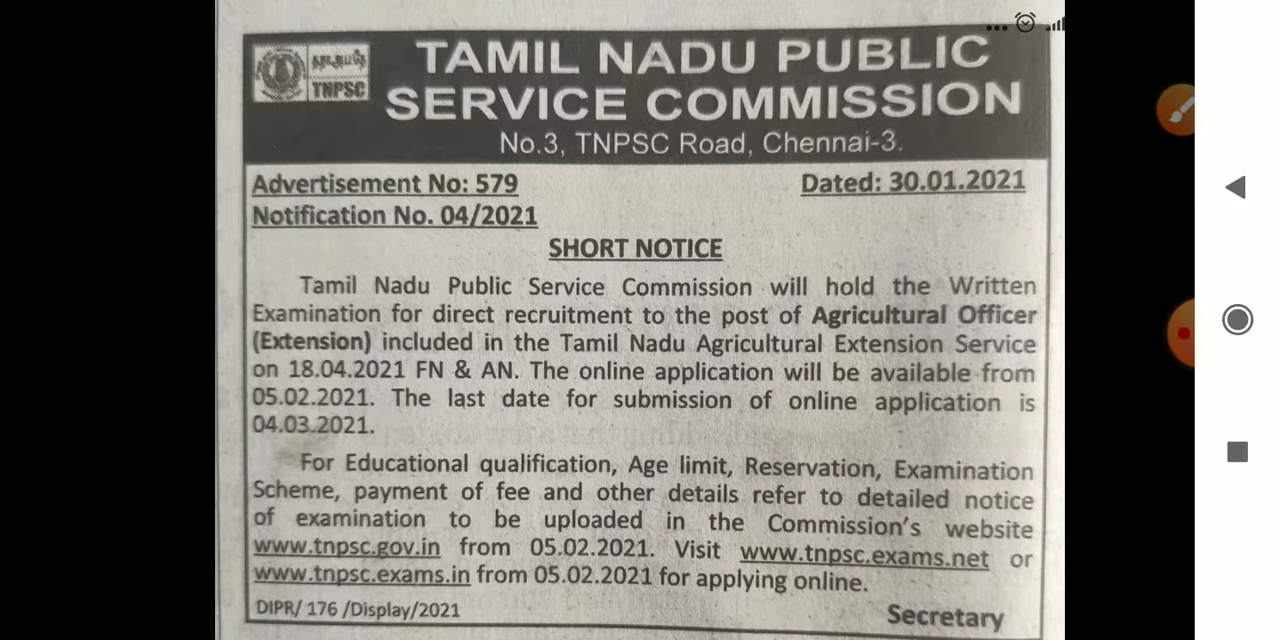 TNPSC
TAMIL NADU PUBLIC
SERVICE COMMISSION
No.3, TNPSC Road, Chennai-3.
Advertisement No: 579
Dated: 30.01.2021
Notification No. 04/2021
SHORT NOTICE
Tamil Nadu Public Service Commission will hold the Written
Examination for direct recruitment to the post of Agricultural Officer
(Extension) included in the Tamil Nadu Agricultural Extension Service
on 18.04.2021 FN & AN. The online application will be available from
05.02.2021. The last date for submission of online application is
04.03.2021.
For Educational qualification, Age limit, Reservation, Examination
Scheme, payment of fee and other details refer to detailed notice
of examination to be uploaded in the Commission's website
www.tnpsc.gov.in from 05.02.2021. Visit www.tnpsc.exams.net or
www.tnpsc.exams.in from 05.02.2021 for applying online.
DIPR/ 176 /Display/2021
Secretary